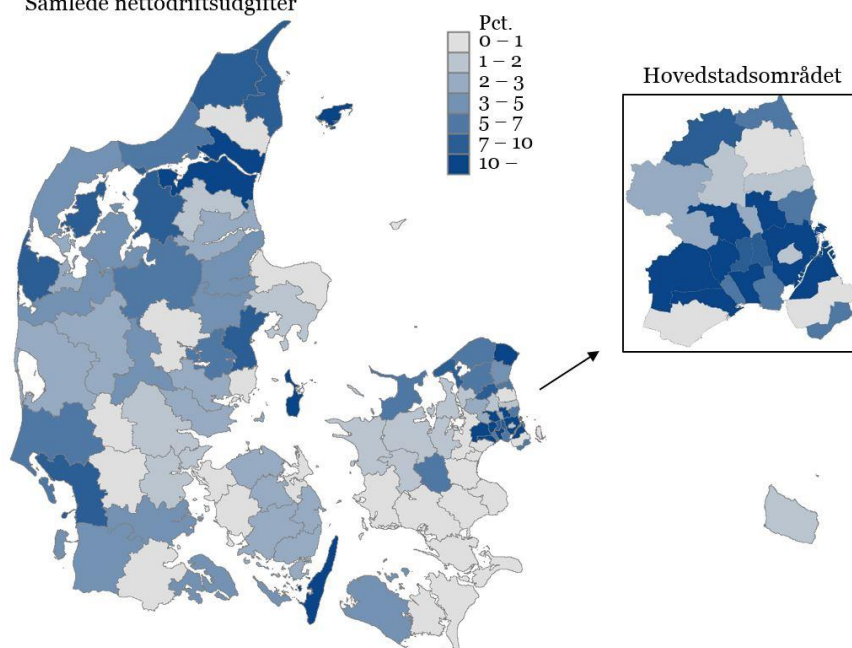 Samlede nettodriftsudgifter
Pct.
0 – 1
1 – 2
2 – 3
3 – 5
5 – 7
7 – 10
10 –
Hovedstadsområdet